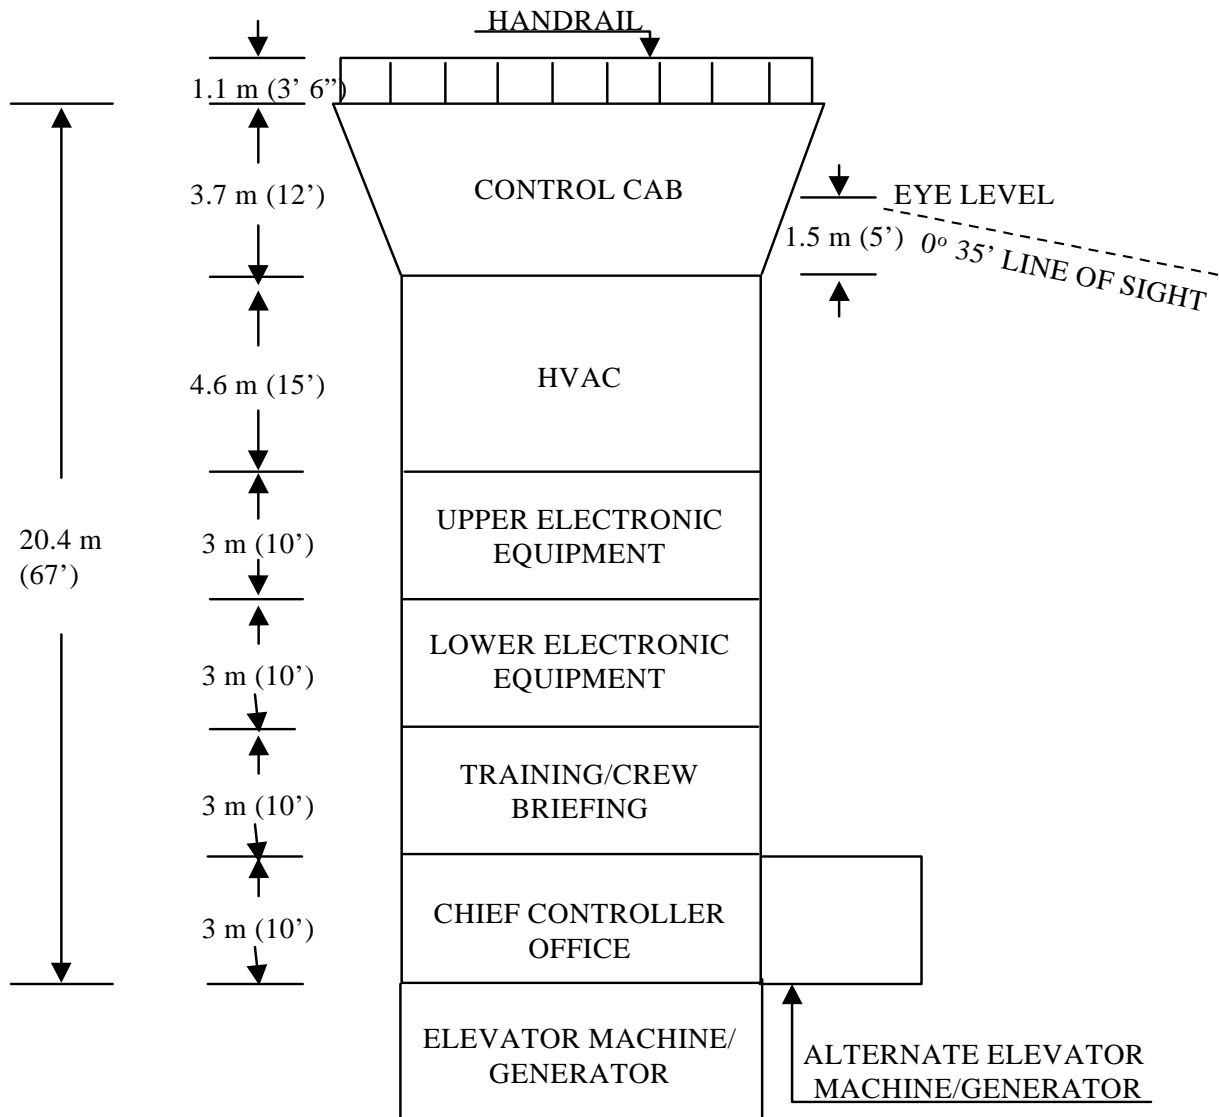 HANDRAIL
1.1 m (3’ 6”)
3.7 m (12’)
CONTROL CAB
EYE LEVEL
1.5 m (5’)
0º 35’ LINE OF SIGHT
4.6 m (15’)
HVAC
20.4 m
(67’)
3 m (10’)
UPPER ELECTRONIC
EQUIPMENT
3 m (10’)
LOWER ELECTRONIC
EQUIPMENT
3 m (10’)
TRAINING/CREW
BRIEFING
3 m (10’)
CHIEF CONTROLLER
OFFICE
ELEVATOR MACHINE/
GENERATOR
ALTERNATE ELEVATOR
MACHINE/GENERATOR